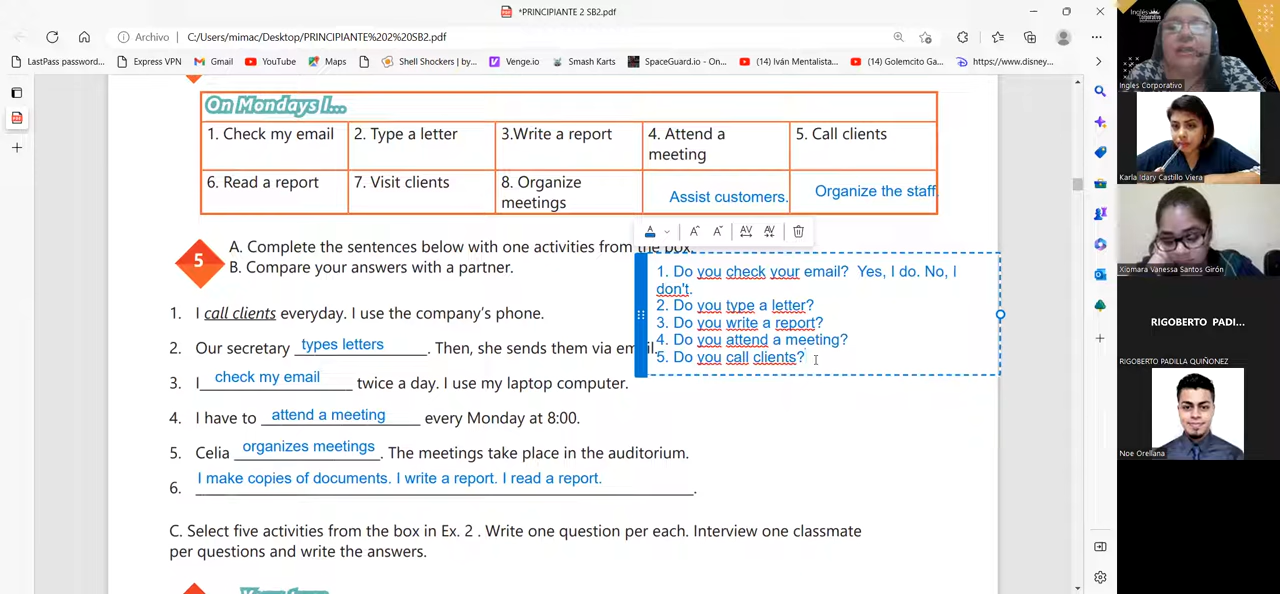 *PRINCIPIANTE 2 SB2.pdf
Archivo
C:/Users/mimac/Desktop/PRINCIPIANTE%202%20SB2.pdf
LastPass password...
Express VPN
Gmail
YouTube
Maps
Shell Shockers | by...
Venge.io
Smash Karts
SpaceGuard.io - On...
(14) Iván Mentalista...
(14) Golemcito Ga...
https://www.disney...
On Mondays I...
1. Check my email
2. Type a letter
3.Write a report
4. Attend a
meeting
5. Call clients
6. Read a report
7. Visit clients
8. Organize
meetings
Assist customers.
Organize the staff.
5
A. Complete the sentences below with one activities from the box.
B. Compare your answers with a partner.
1. Do you check your email? Yes, I do. No, I
don't.
2. Do you type a letter?
3. Do you write a report?
4. Do you attend a meeting?
5. Do you call clients?
1. I call clients everyday. I use the company's phone.
2. Our secretary types letters. Then, she sends them via email.
3. I check my email twice a day. I use my laptop computer.
4. I have to attend a meeting every Monday at 8:00.
5. Celia organizes meetings. The meetings take place in the auditorium.
6. I make copies of documents. I write a report. I read a report.
C. Select five activities from the box in Ex. 2 . Write one question per each. Interview one classmate
per questions and write the answers.
Inglés
Corporativo
Ingles Corporativo
Karla Idary Castillo Viera
Xiomara Vanessa Santos Girón
RIGOBERTO PADI...
RIGOBERTO PADILLA QUIÑONEZ
Noe Orellana